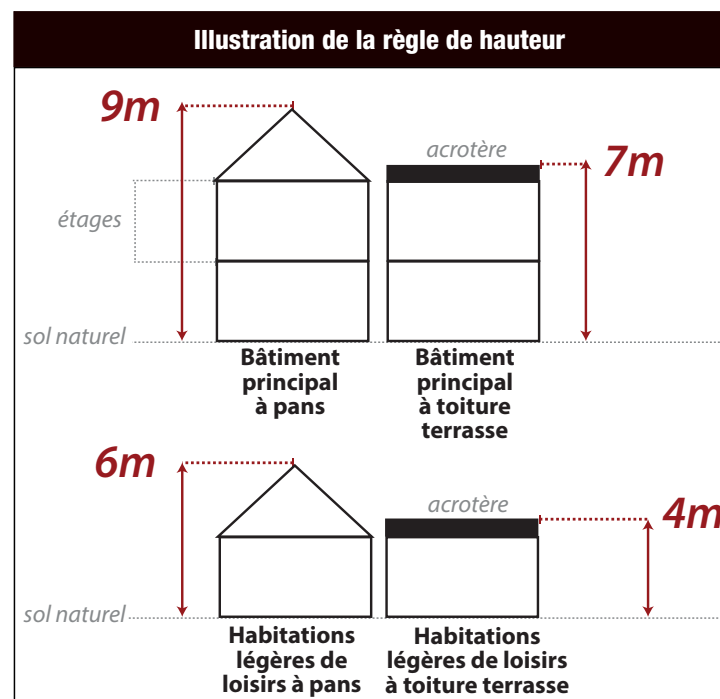 Illustration de la règle de hauteur
9m
acrotère
7m
étages
sol naturel
Bâtiment
principal
à pans
Bâtiment
principal
à toiture
terrasse
6m
acrotère
4m
sol naturel
Habitations
légères de
loisirs à pans
Habitations
légères de loisirs
à toiture terrasse